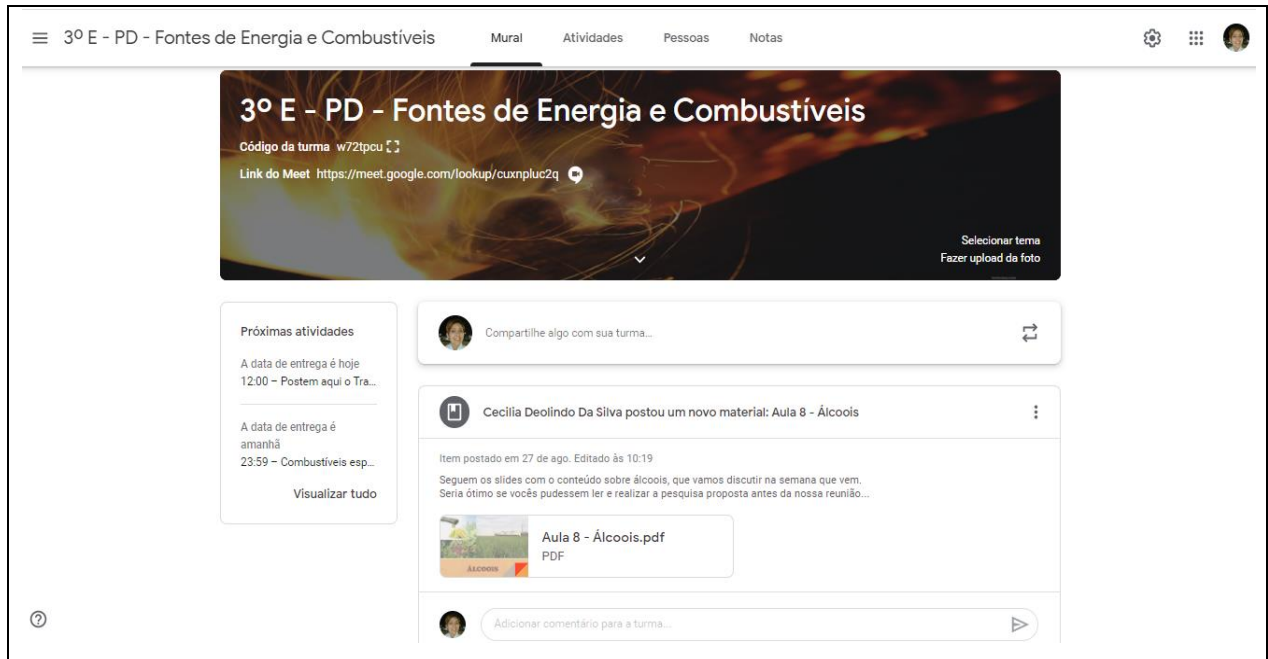 3º E - PD - Fontes de Energia e Combustíveis
Mural
Atividades
Pessoas
Notas
3º E - PD - Fontes de Energia e Combustíveis
Código da turma w72tpcu
Link do Meet https://meet.google.com/lookup/cuxnpluc2q
Selecionar tema
Fazer upload da foto
Próximas atividades
A data de entrega é hoje
12:00 – Postem aqui o Tra...
A data de entrega é
amanhã
23:59 – Combustíveis esp...
Visualizar tudo
Compartilhe algo com sua turma...
Cecilia Deolindo Da Silva postou um novo material: Aula 8 - Álcoois
Item postado em 27 de ago. Editado às 10:19
Seguem os slides com o conteúdo sobre álcoois, que vamos discutir na semana que vem.
Seria ótimo se vocês pudessem ler e realizar a pesquisa proposta antes da nossa reunião...
Aula 8 - Álcoois.pdf
PDF
ÁLCOOIS
Adicionar comentário para a turma...